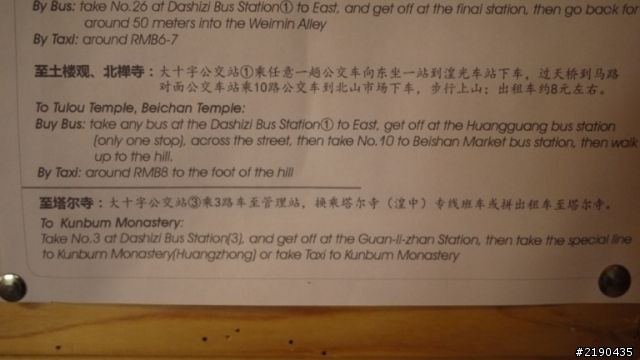 By Bus: take No.26 at Dashizi Bus Station① to East, and get off at the final station, then go back for
around 50 meters into the Weimin Alley
By Taxi: around RMB6-7
至土楼观、北禅寺：大十字公交站①乘任意一趟公交车向东坐一站到湟光车站下车，过天桥到马路
对面公交车站乘10路公交车到北山市场下车，步行上山；出租车约8元左右。
To Tulou Temple, Beichan Temple:
Buy Bus: take any bus at the Dashizi Bus Station① to East, get off at the Huangguang bus station
(only one stop), across the street, then take No.10 to Beishan Market bus station, then walk
up to the hill.
By Taxi: around RMB8 to the foot of the hill
至塔尔寺：大十字公交站③乘3路车至管理站，换乘塔尔寺（湟中）专线班车或拼出租车至塔尔寺。
To Kunbum Monastery:
Take No.3 at Dashizi Bus Station(3), and get off at the Guan-li-zhan Station, then take the special line
to Kunbum Monastery(Huangzhong) or take Taxi to Kunbum Monastery
#2190435